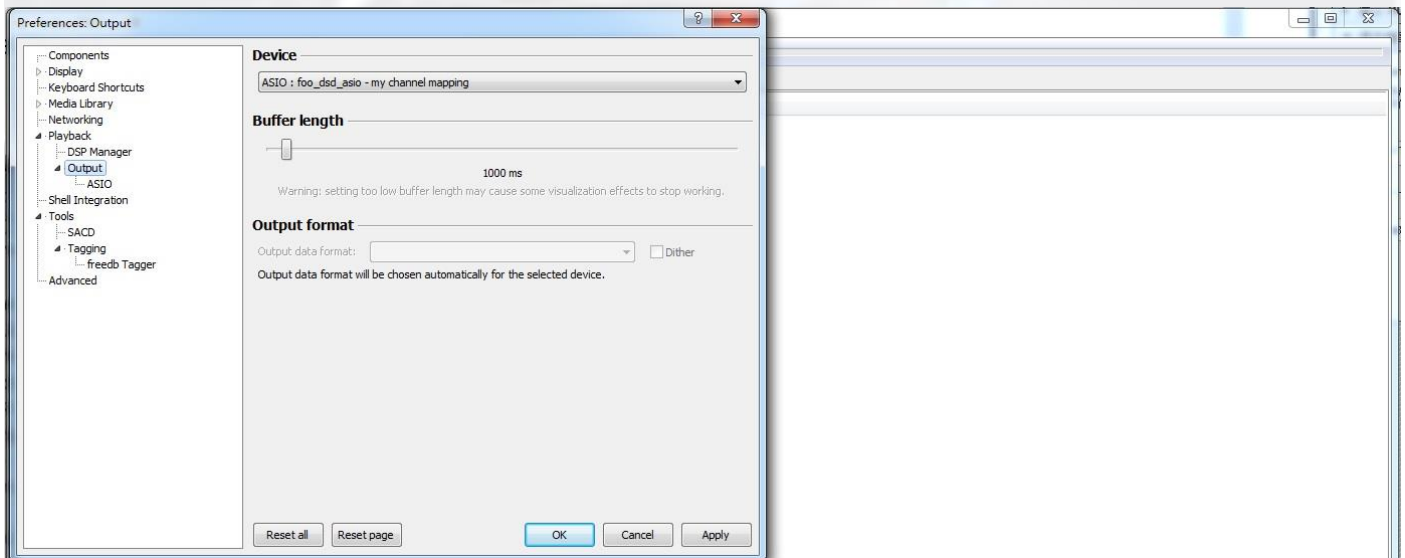 Preferences: Output
Components
Display
Keyboard Shortcuts
Media Library
Networking
Playback
DSP Manager
Output
ASIO
Shell Integration
Tools
SACD
Tagging
freedb Tagger
Advanced
Device
ASIO : foo_dsd_asio - my channel mapping
Buffer length
1000 ms
Warning: setting too low buffer length may cause some visualization effects to stop working.
Output format
Output data format:
Dither
Output data format will be chosen automatically for the selected device.
Reset all
Reset page
OK
Cancel
Apply